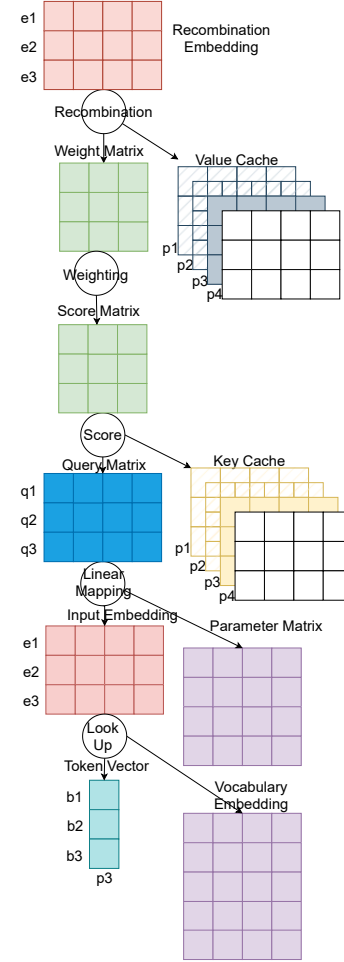 e1
e2
e3
Recombination
Embedding
Recombination
Weight Matrix
Value Cache
p1
p2
p3
p4
Weighting
Score Matrix
Score
Query Matrix
Key Cache
q1
q2
q3
p1
p2
p3
p4
Linear
Mapping
Input Embedding
Parameter Matrix
e1
e2
e3
Look
Up
Token Vector
Vocabulary
Embedding
b1
b2
b3
p3